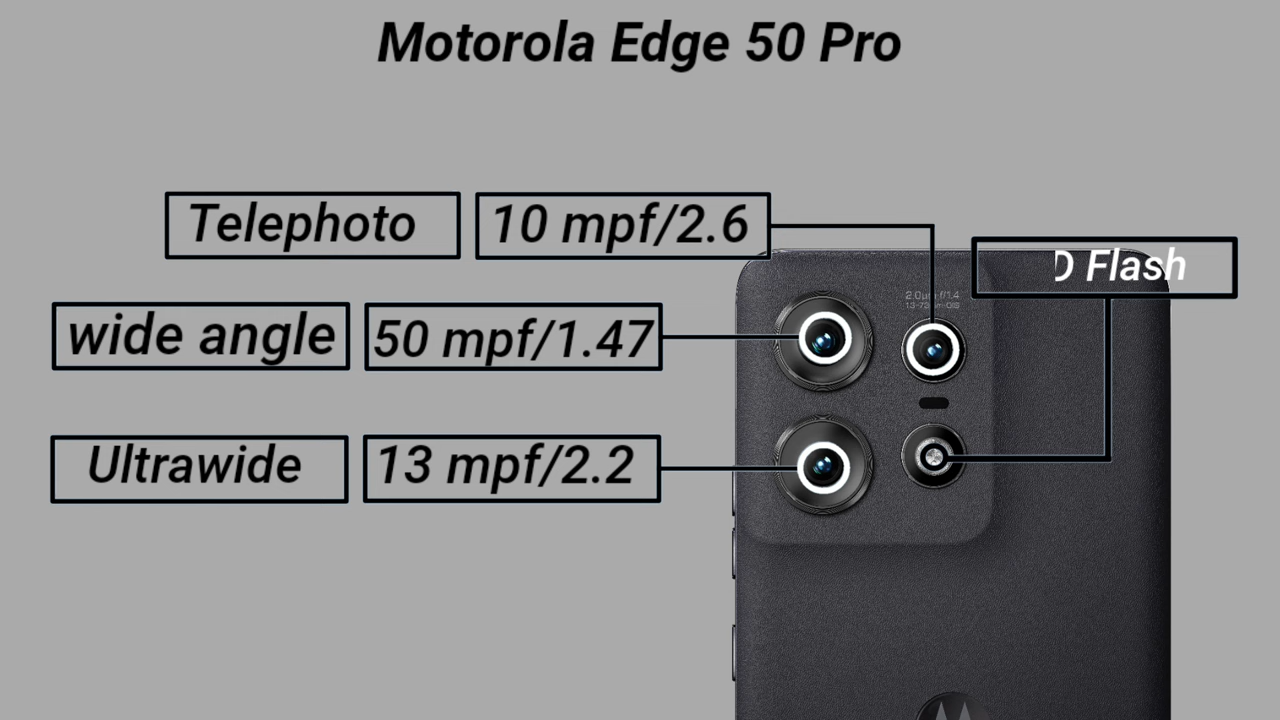 Motorola Edge 50 Pro
Telephoto 10 mpf/2.6
D Flash
wide angle 50 mpf/1.47
Ultrawide 13 mpf/2.2